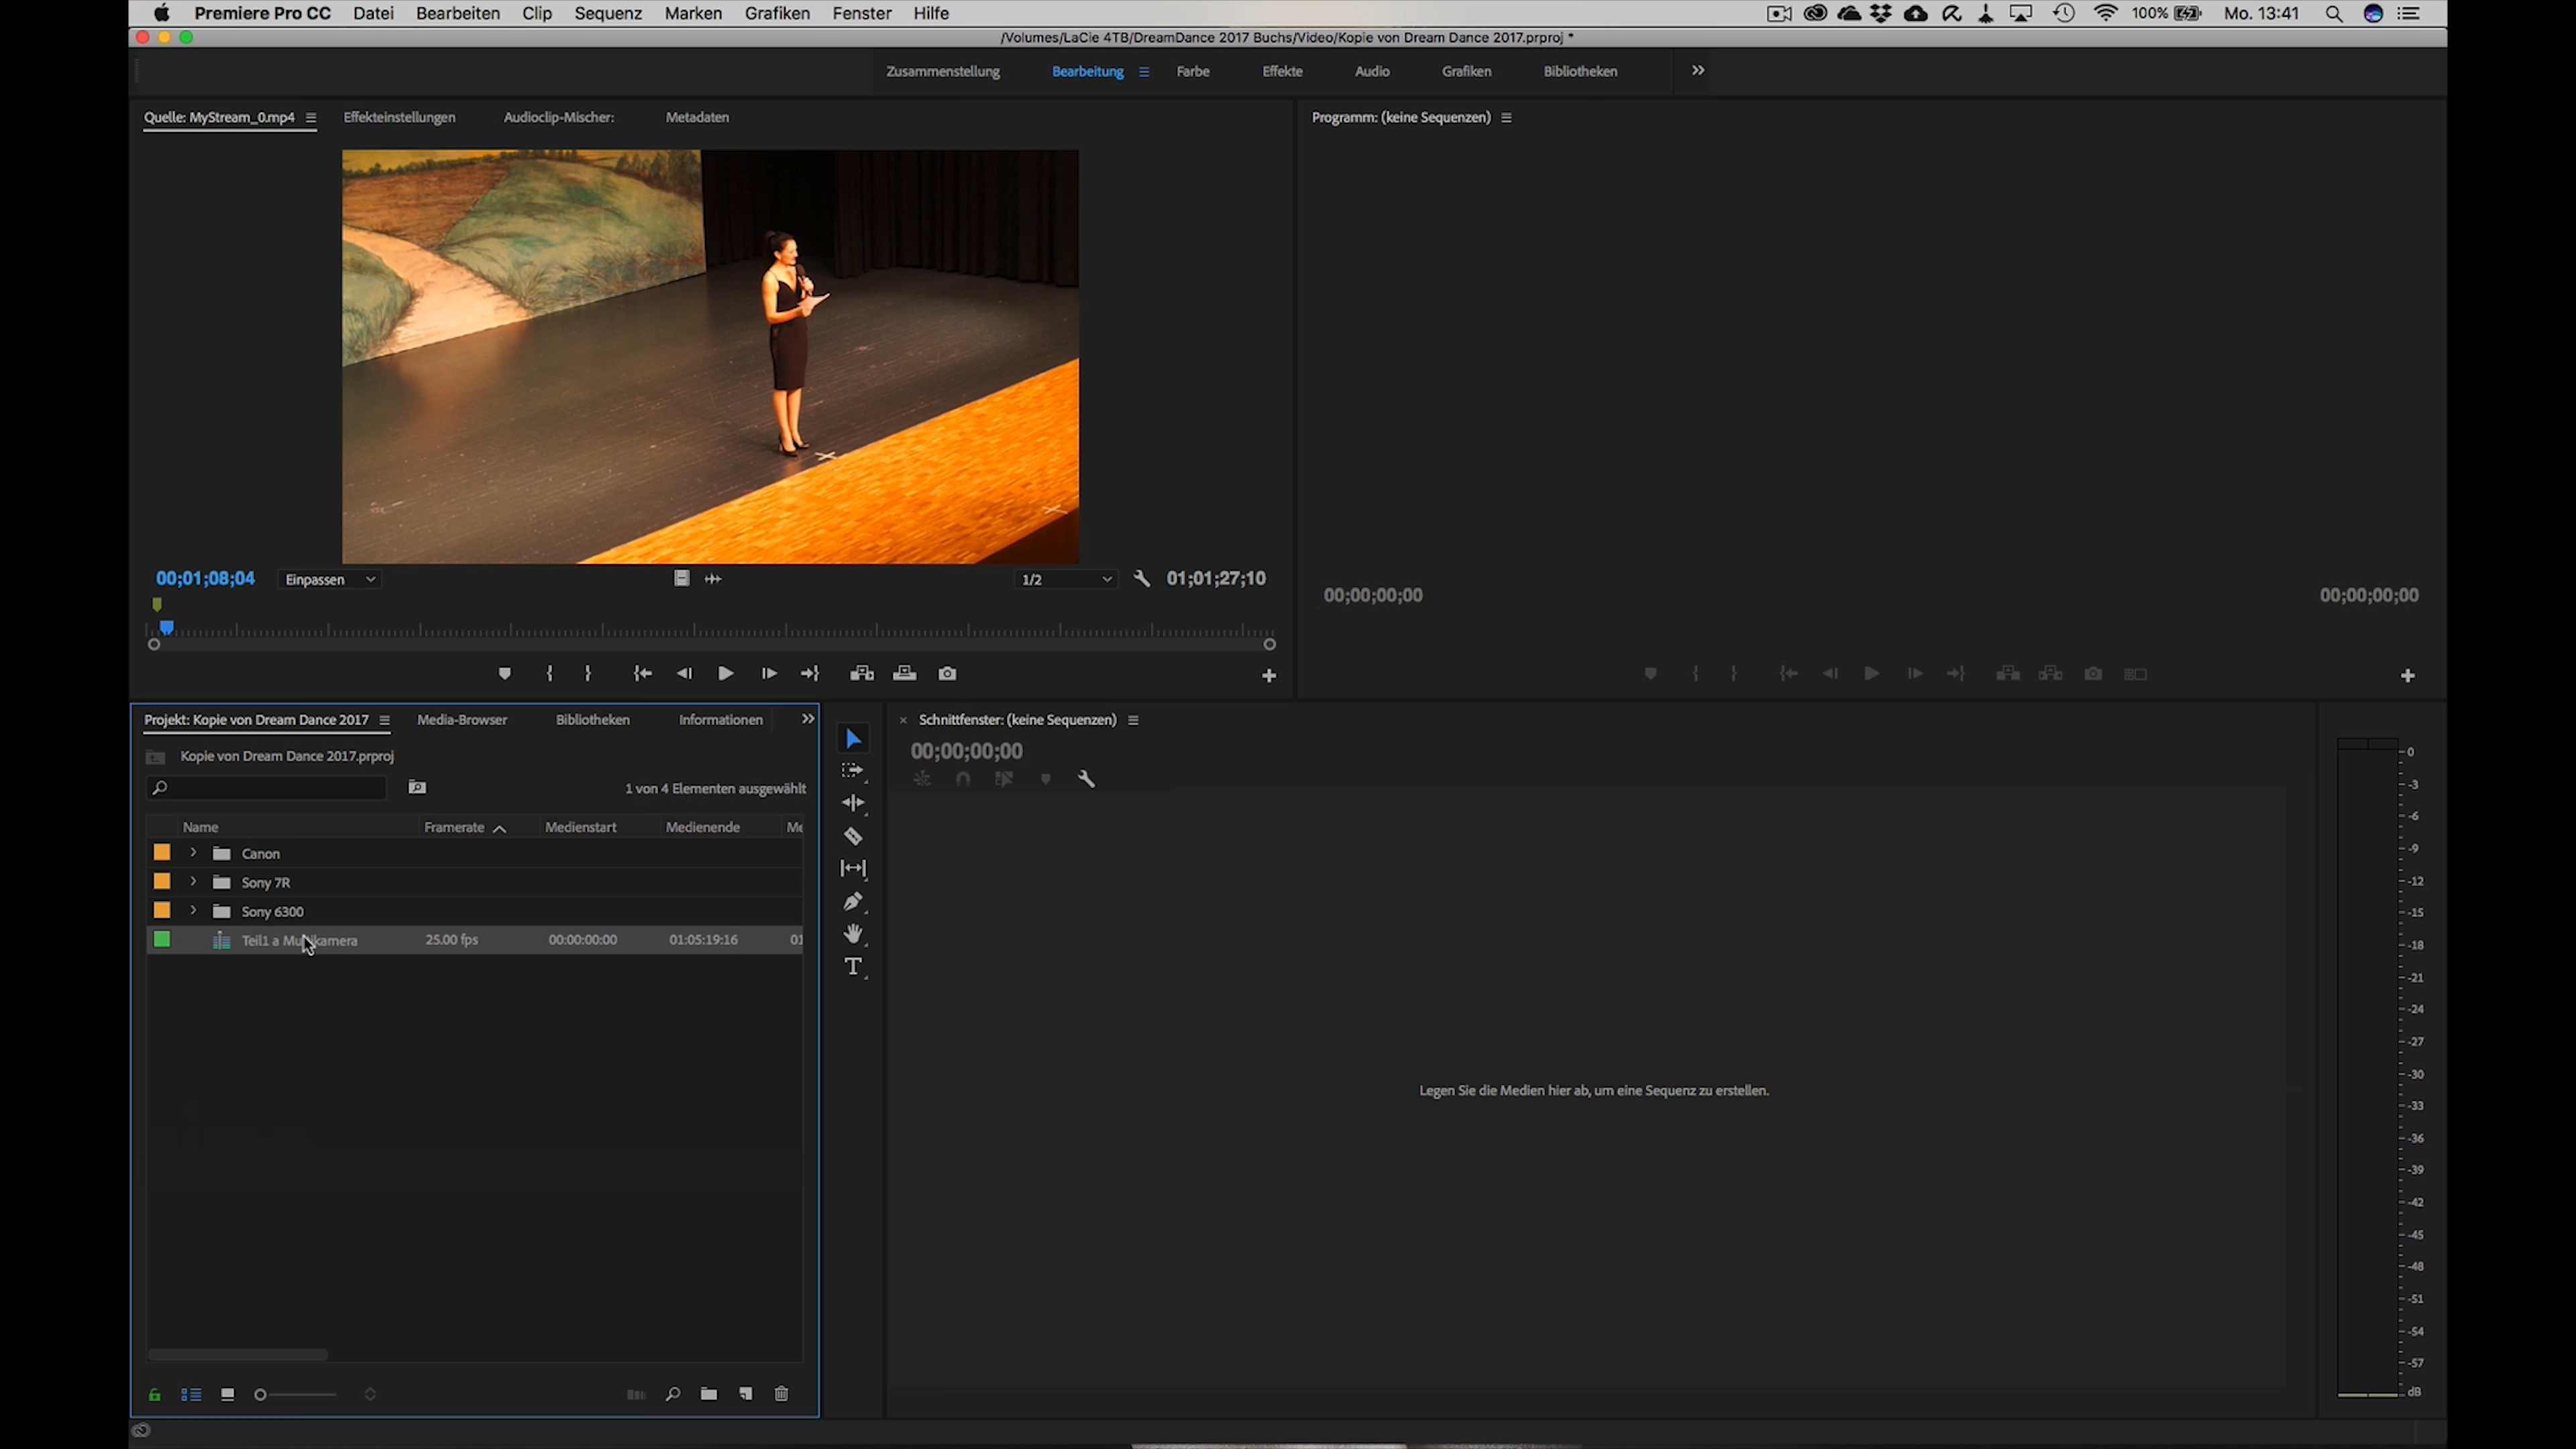 Premiere Pro CC Datei Bearbeiten Clip Sequenz Marken Grafiken Fenster Hilfe 100% Mo. 13:41
/Volumes/LaCie 4TB/DreamDance 2017 Buchs/Video/Kopie von Dream Dance 2017.prproj *
Zusammenstellung Bearbeitung Farbe Effekte Audio Grafiken Bibliotheken
Quelle: MyStream_0.mp4 Effekteinstellungen Audioclip-Mischer: Metadaten
Programm: (keine Sequenzen)
00;01;08;04 Einpassen 1/2 01;01;27;10
00;00;00;00 00;00;00;00
Projekt: Kopie von Dream Dance 2017 Media-Browser Bibliotheken Informationen
Kopie von Dream Dance 2017.prproj
1 von 4 Elementen ausgewählt
Name Framerate Medienstart Medienende Me
Canon
Sony 7R
Sony 6300
Teil1 a 25.00 fps 00:00:00:00 01:05:19:16 01
Schnittfenster: (keine Sequenzen)
00;00;00;00
Legen Sie die Medien hier ab, um eine Sequenz zu erstellen.
0
-3
-6
-9
-12
-15
-18
-21
-24
-27
-30
-33
-36
-39
-42
-45
-48
-51
-54
-57
dB